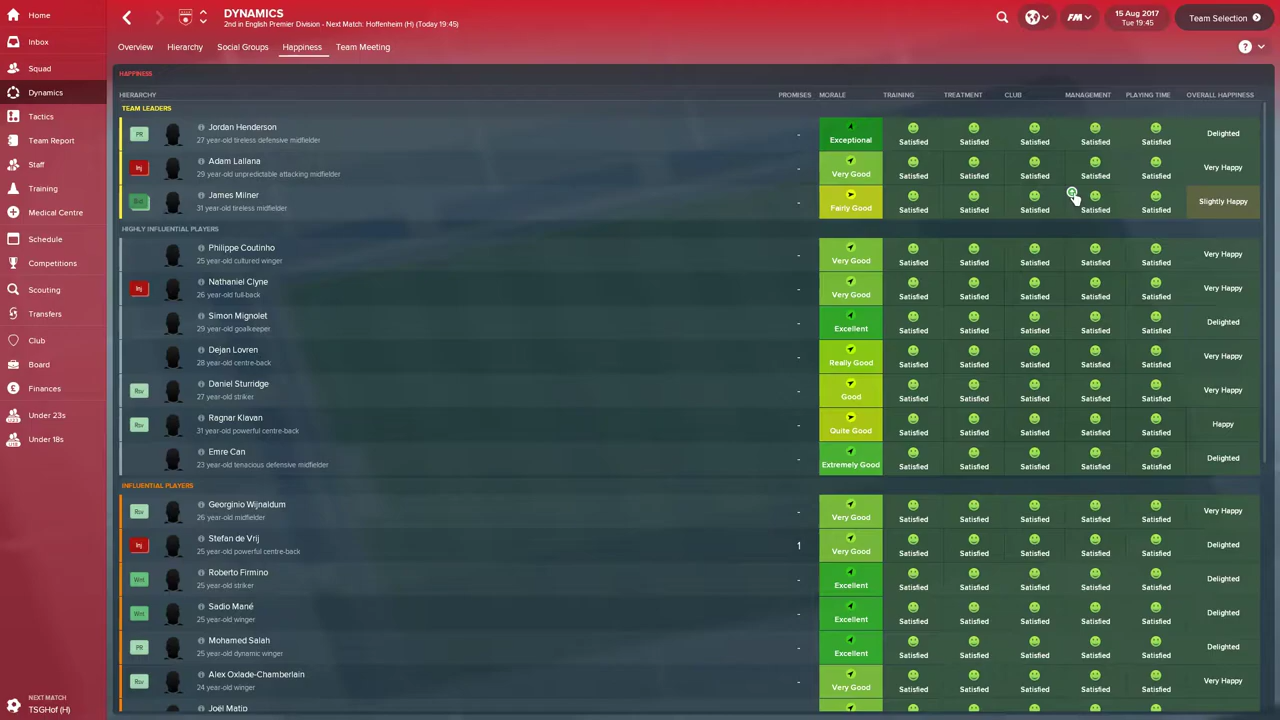 Home
Inbox
Squad
Dynamics
Tactics
Team Report
Staff
Training
Medical Centre
Schedule
Competitions
Scouting
Transfers
Club
Board
Finances
Under 23s
Under 18s
NEXT MATCH
TSGHof (H)
DYNAMICS
2nd in English Premier Division - Next Match: Hoffenheim (H) (Today 19:45)
FM
15 Aug 2017
Tue 19:45
Team Selection
Overview Hierarchy Social Groups Happiness Team Meeting
?
HAPPINESS
HIERARCHY PROMISES MORALE TRAINING TREATMENT CLUB MANAGEMENT PLAYING TIME OVERALL HAPPINESS
TEAM LEADERS
PR Jordan Henderson
27 year-old tireless defensive midfielder
- Exceptional Satisfied Satisfied Satisfied Satisfied Satisfied Delighted
Inj Adam Lallana
29 year-old unpredictable attacking midfielder
- Very Good Satisfied Satisfied Satisfied Satisfied Satisfied Very Happy
James Milner
31 year-old tireless midfielder
- Fairly Good Satisfied Satisfied Satisfied Satisfied Satisfied Slightly Happy
HIGHLY INFLUENTIAL PLAYERS
Philippe Coutinho
25 year-old cultured winger
- Very Good Satisfied Satisfied Satisfied Satisfied Satisfied Very Happy
Inj Nathaniel Clyne
26 year-old full-back
- Very Good Satisfied Satisfied Satisfied Satisfied Satisfied Very Happy
Simon Mignolet
29 year-old goalkeeper
- Excellent Satisfied Satisfied Satisfied Satisfied Satisfied Delighted
Dejan Lovren
28 year-old centre-back
- Really Good Satisfied Satisfied Satisfied Satisfied Satisfied Very Happy
Rsv Daniel Sturridge
27 year-old striker
- Good Satisfied Satisfied Satisfied Satisfied Satisfied Very Happy
Rsv Ragnar Klavan
31 year-old powerful centre-back
- Quite Good Satisfied Satisfied Satisfied Satisfied Satisfied Happy
Emre Can
23 year-old tenacious defensive midfielder
- Extremely Good Satisfied Satisfied Satisfied Satisfied Satisfied Delighted
INFLUENTIAL PLAYERS
Rsv Georginio Wijnaldum
26 year-old midfielder
- Very Good Satisfied Satisfied Satisfied Satisfied Satisfied Very Happy
Inj Stefan de Vrij
25 year-old powerful centre-back
1 Very Good Satisfied Satisfied Satisfied Satisfied Satisfied Delighted
Wnt Roberto Firmino
25 year-old striker
- Excellent Satisfied Satisfied Satisfied Satisfied Satisfied Delighted
Wnt Sadio Mané
25 year-old winger
- Excellent Satisfied Satisfied Satisfied Satisfied Satisfied Delighted
PR Mohamed Salah
25 year-old dynamic winger
- Excellent Satisfied Satisfied Satisfied Satisfied Satisfied Delighted
Rsv Alex Oxlade-Chamberlain
24 year-old winger
- Very Good Satisfied Satisfied Satisfied Satisfied Satisfied Very Happy
Joël Matip